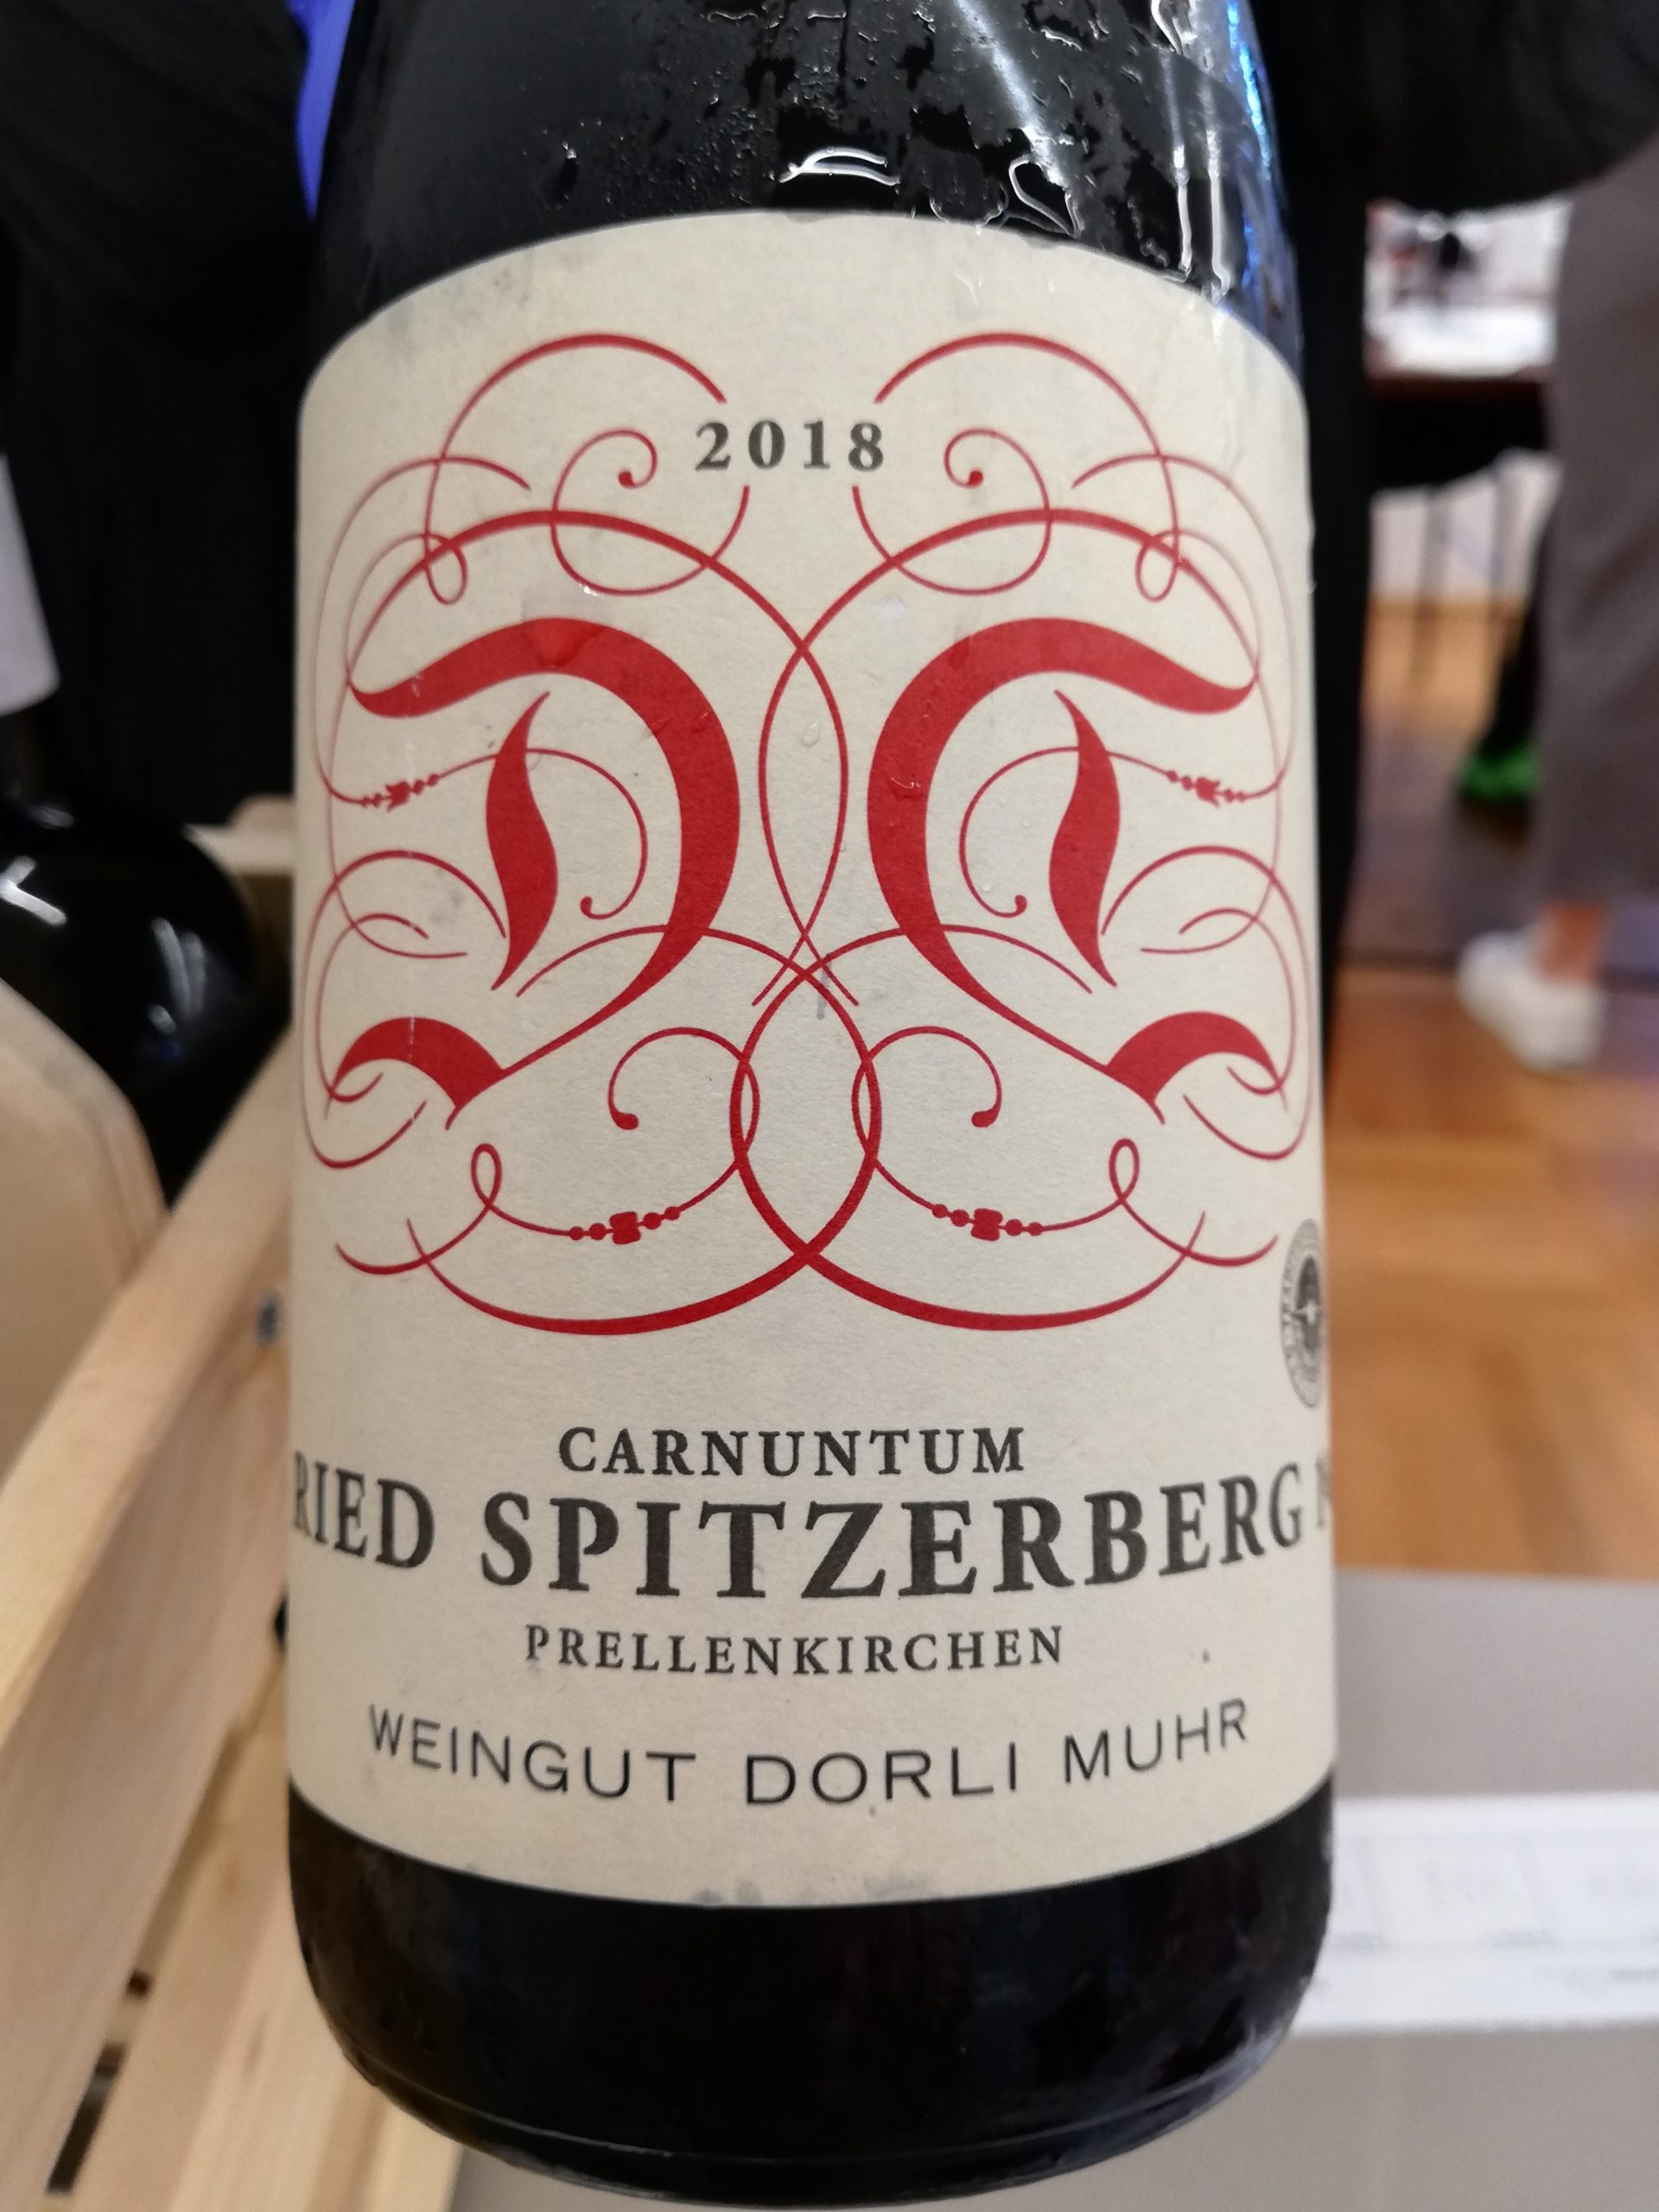 2018
CARNUNTUM
RIED SPITZERBERG
PRELLENKIRCHEN
WEINGUT DORLI MUHR